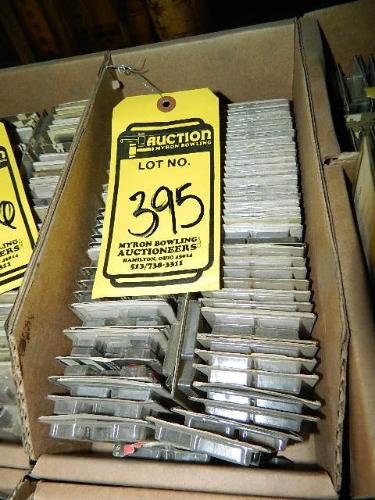 AUCTION
MYRON BOWLING
LOT NO.
395
MYRON BOWLING
AUCTIONEERS
HAMILTON, OHIO 45014
513/738-3311